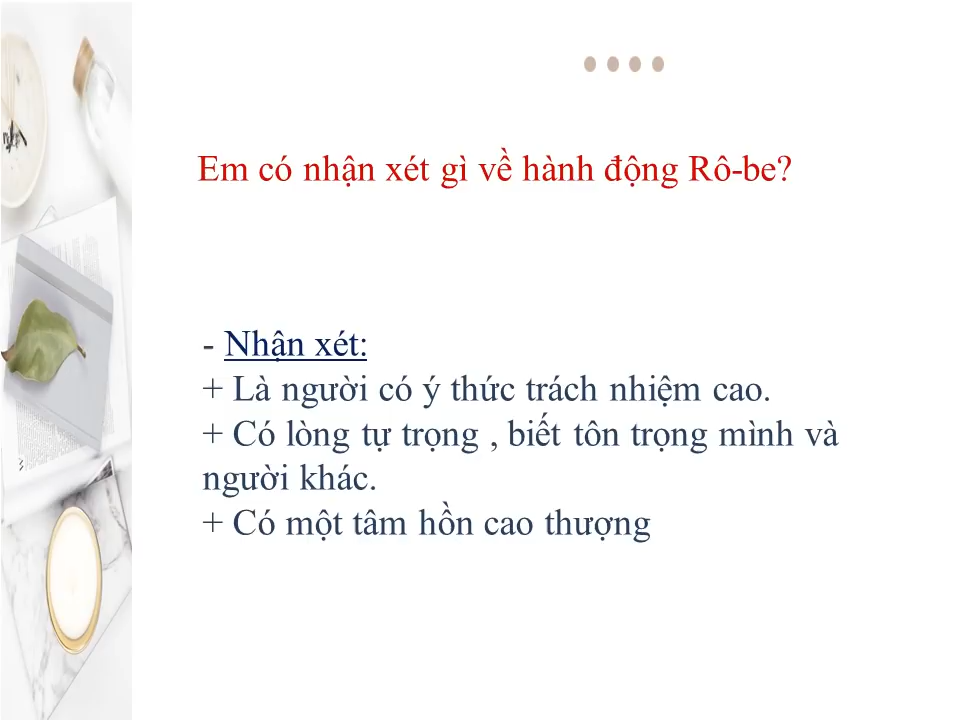 Em có nhận xét gì về hành động Rô-be?
- Nhận xét:
+ Là người có ý thức trách nhiệm cao.
+ Có lòng tự trọng , biết tôn trọng mình và
người khác.
+ Có một tâm hồn cao thượng